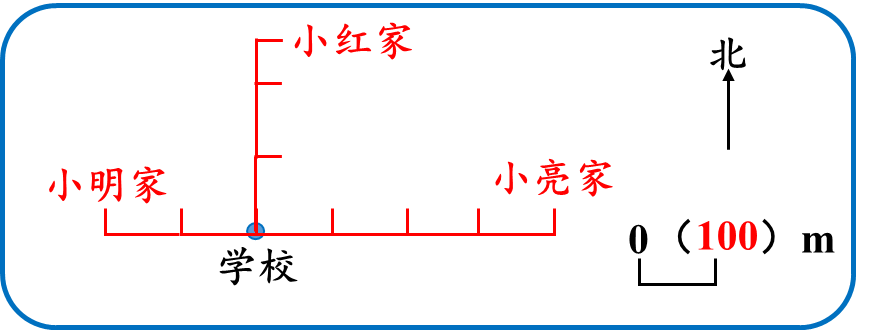 小红家
北
小明家
小亮家
学校
0（100）m